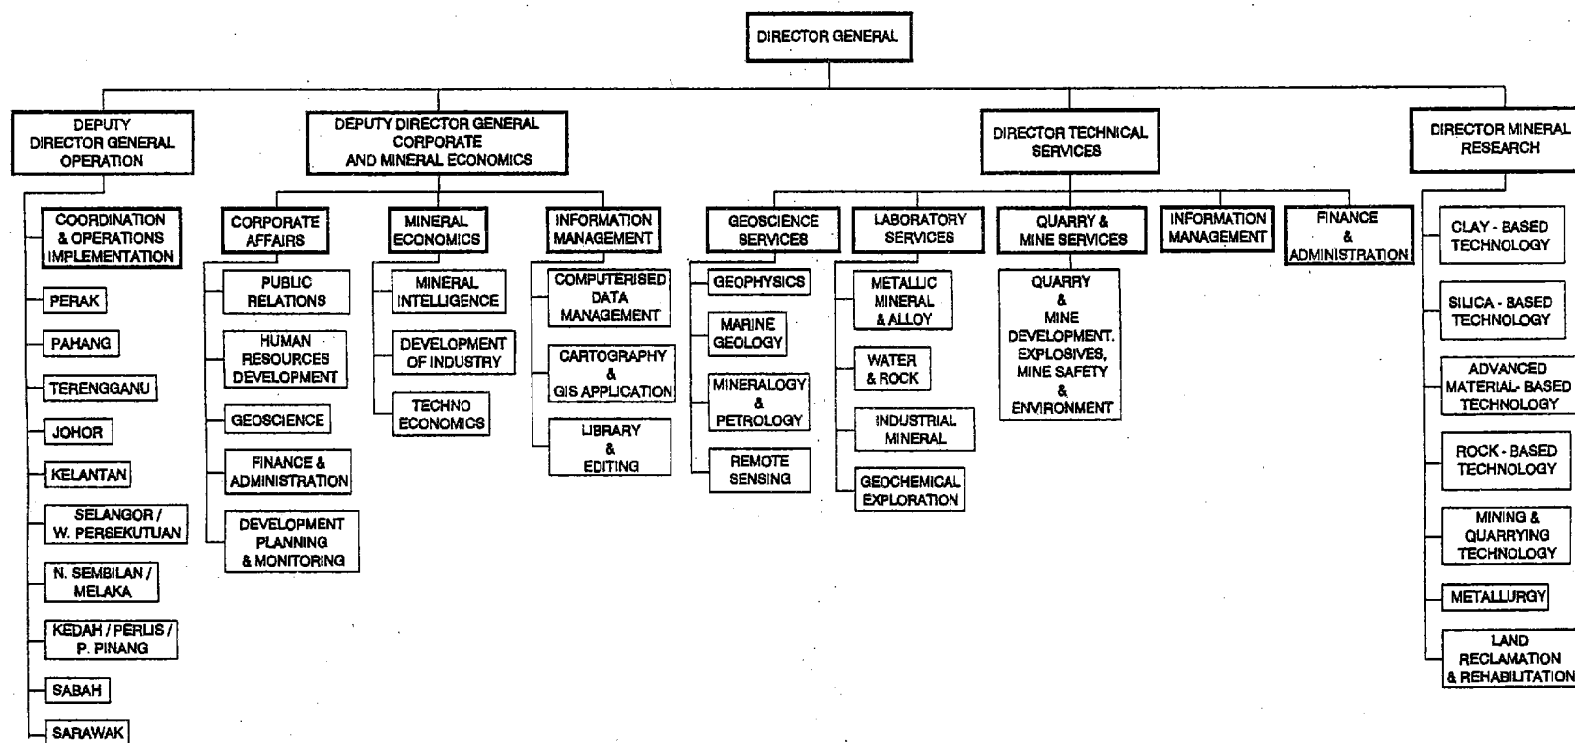 DIRECTOR GENERAL
DEPUTY
DIRECTOR GENERAL
OPERATION
COORDINATION
& OPERATIONS
IMPLEMENTATION
PERAK
PAHANG
TERENGGANU
JOHOR
KELANTAN
SELANGOR /
W. PERSEKUTUAN
N. SEMBILAN /
MELAKA
KEDAH / PERLIS /
P. PINANG
SABAH
SARAWAK
DEPUTY DIRECTOR GENERAL
CORPORATE
AND MINERAL ECONOMICS
CORPORATE
AFFAIRS
PUBLIC
RELATIONS
HUMAN
RESOURCES
DEVELOPMENT
GEOSCIENCE
FINANCE &
ADMINISTRATION
DEVELOPMENT
PLANNING
& MONITORING
MINERAL
ECONOMICS
MINERAL
INTELLIGENCE
DEVELOPMENT
OF INDUSTRY
TECHNO
ECONOMICS
INFORMATION
MANAGEMENT
COMPUTERISED
DATA
MANAGEMENT
CARTOGRAPHY
&
GIS APPLICATION
LIBRARY
&
EDITING
DIRECTOR TECHNICAL
SERVICES
GEOSCIENCE
SERVICES
GEOPHYSICS
MARINE
GEOLOGY
MINERALOGY
&
PETROLOGY
REMOTE
SENSING
LABORATORY
SERVICES
METALLIC
MINERAL
& ALLOY
WATER
& ROCK
INDUSTRIAL
MINERAL
GEOCHEMICAL
EXPLORATION
QUARRY &
MINE SERVICES
QUARRY
&
MINE
DEVELOPMENT.
EXPLOSIVES,
MINE SAFETY
&
ENVIRONMENT
INFORMATION
MANAGEMENT
FINANCE
&
ADMINISTRATION
DIRECTOR MINERAL
RESEARCH
CLAY - BASED
TECHNOLOGY
SILICA - BASED
TECHNOLOGY
ADVANCED
MATERIAL- BASED
TECHNOLOGY
ROCK - BASED
TECHNOLOGY
MINING &
QUARRYING
TECHNOLOGY
METALLURGY
LAND
RECLAMATION
& REHABILITATION